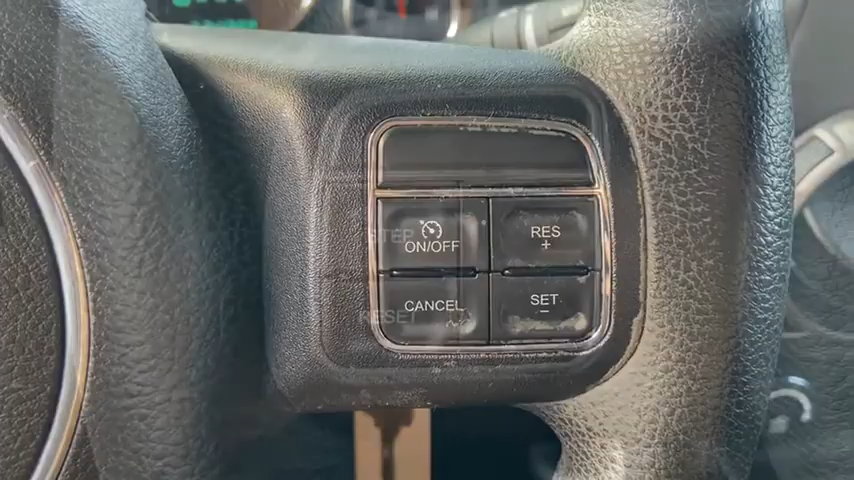 STEP
ON/OFF
RES
+
CANCEL
SET
−
RESET